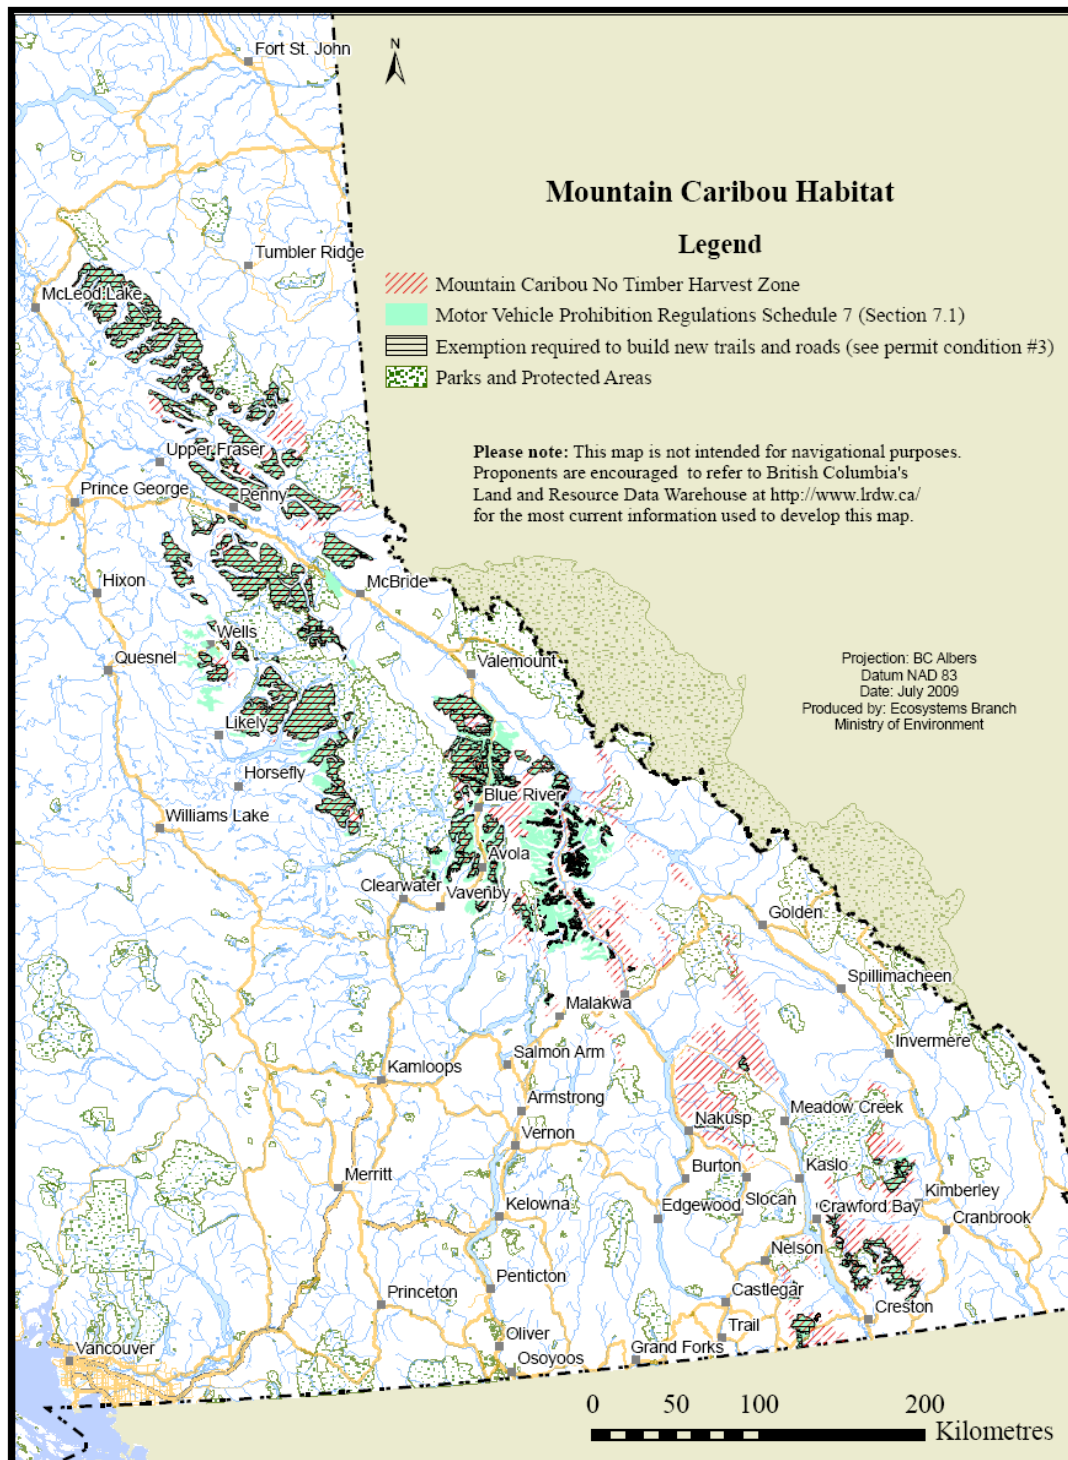 N
Mountain Caribou Habitat
Legend
Mountain Caribou No Timber Harvest Zone
Motor Vehicle Prohibition Regulations Schedule 7 (Section 7.1)
Exemption required to build new trails and roads (see permit condition #3)
Parks and Protected Areas
Please note: This map is not intended for navigational purposes.
Proponents are encouraged to refer to British Columbia's
Land and Resource Data Warehouse at http://www.lrdw.ca/
for the most current information used to develop this map.
Projection: BC Albers
Datum NAD 83
Date: July 2009
Produced by: Ecosystems Branch
Ministry of Environment
Fort St. John
Tumbler Ridge
McLeod Lake
Upper Fraser
Prince George
Penny
Hixon
McBride
Wells
Quesnel
Valemount
Likely
Horsefly
Blue River
Williams Lake
Avola
Clearwater
Vavenby
Golden
Spillimacheen
Malakwa
Invermere
Salmon Arm
Kamloops
Armstrong
Meadow Creek
Nakusp
Vernon
Merritt
Burton
Kaslo
Kimberley
Kelowna
Edgewood
Slocan
Crawford Bay
Cranbrook
Nelson
Penticton
Princeton
Castlegar
Creston
Oliver
Trail
Vancouver
Grand Forks
Osoyoos
0 50 100 200
Kilometres